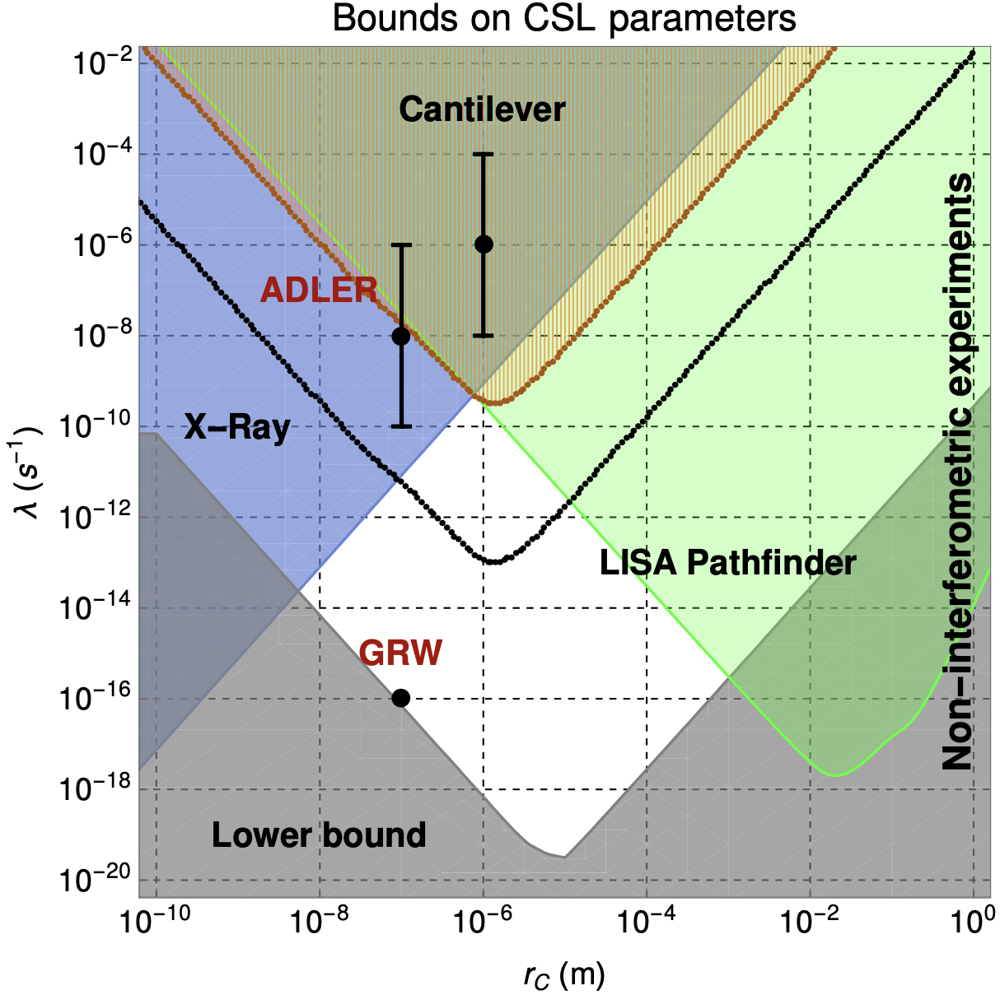 Bounds on CSL parameters
10⁻²
10⁻⁴
10⁻⁶
10⁻⁸
10⁻¹⁰
10⁻¹²
10⁻¹⁴
10⁻¹⁶
10⁻¹⁸
10⁻²⁰
λ (s⁻¹)
Cantilever
ADLER
X−Ray
LISA Pathfinder
GRW
Lower bound
Non−interferometric experiments
10⁻¹⁰ 10⁻⁸ 10⁻⁶ 10⁻⁴ 10⁻² 10⁰
r_C (m)